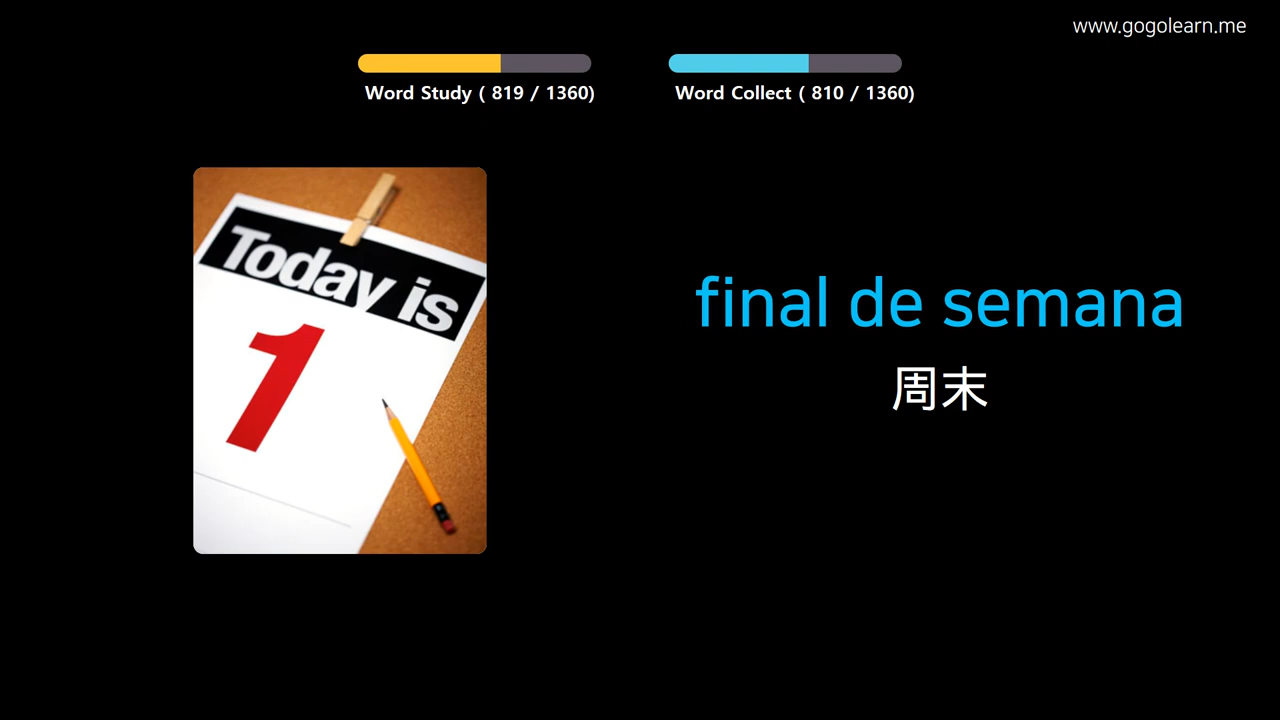 www.gogolearn.me
Word Study ( 819 / 1360)
Word Collect ( 810 / 1360)
Today is
1
final de semana
周末